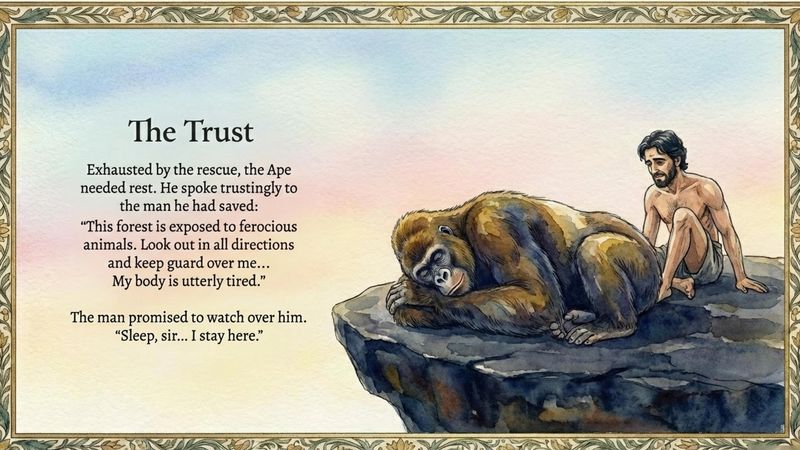 The Trust
Exhausted by the rescue, the Ape
needed rest. He spoke trustingly to
the man he had saved:
“This forest is exposed to ferocious
animals. Look out in all directions
and keep guard over me...
My body is utterly tired.”
The man promised to watch over him.
“Sleep, sir... I stay here.”